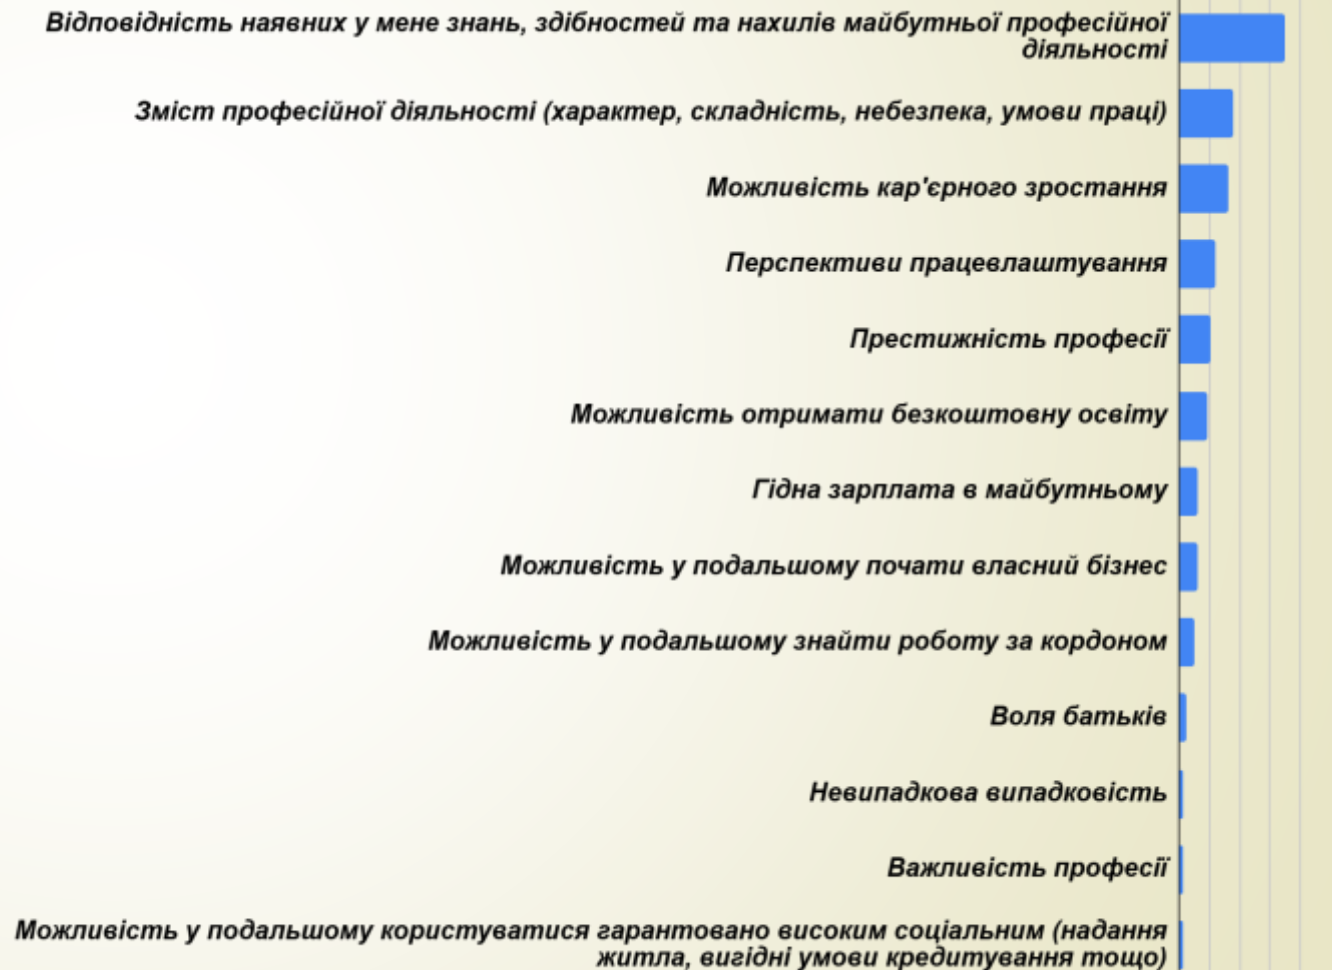 Відповідність наявних у мене знань, здібностей та нахилів майбутньої професійної
діяльності
Зміст професійної діяльності (характер, складність, небезпека, умови праці)
Можливість кар'єрного зростання
Перспективи працевлаштування
Престижність професії
Можливість отримати безкоштовну освіту
Гідна зарплата в майбутньому
Можливість у подальшому почати власний бізнес
Можливість у подальшому знайти роботу за кордоном
Воля батьків
Невипадкова випадковість
Важливість професії
Можливість у подальшому користуватися гарантовано високим соціальним (надання
житла, вигідні умови кредитування тощо)